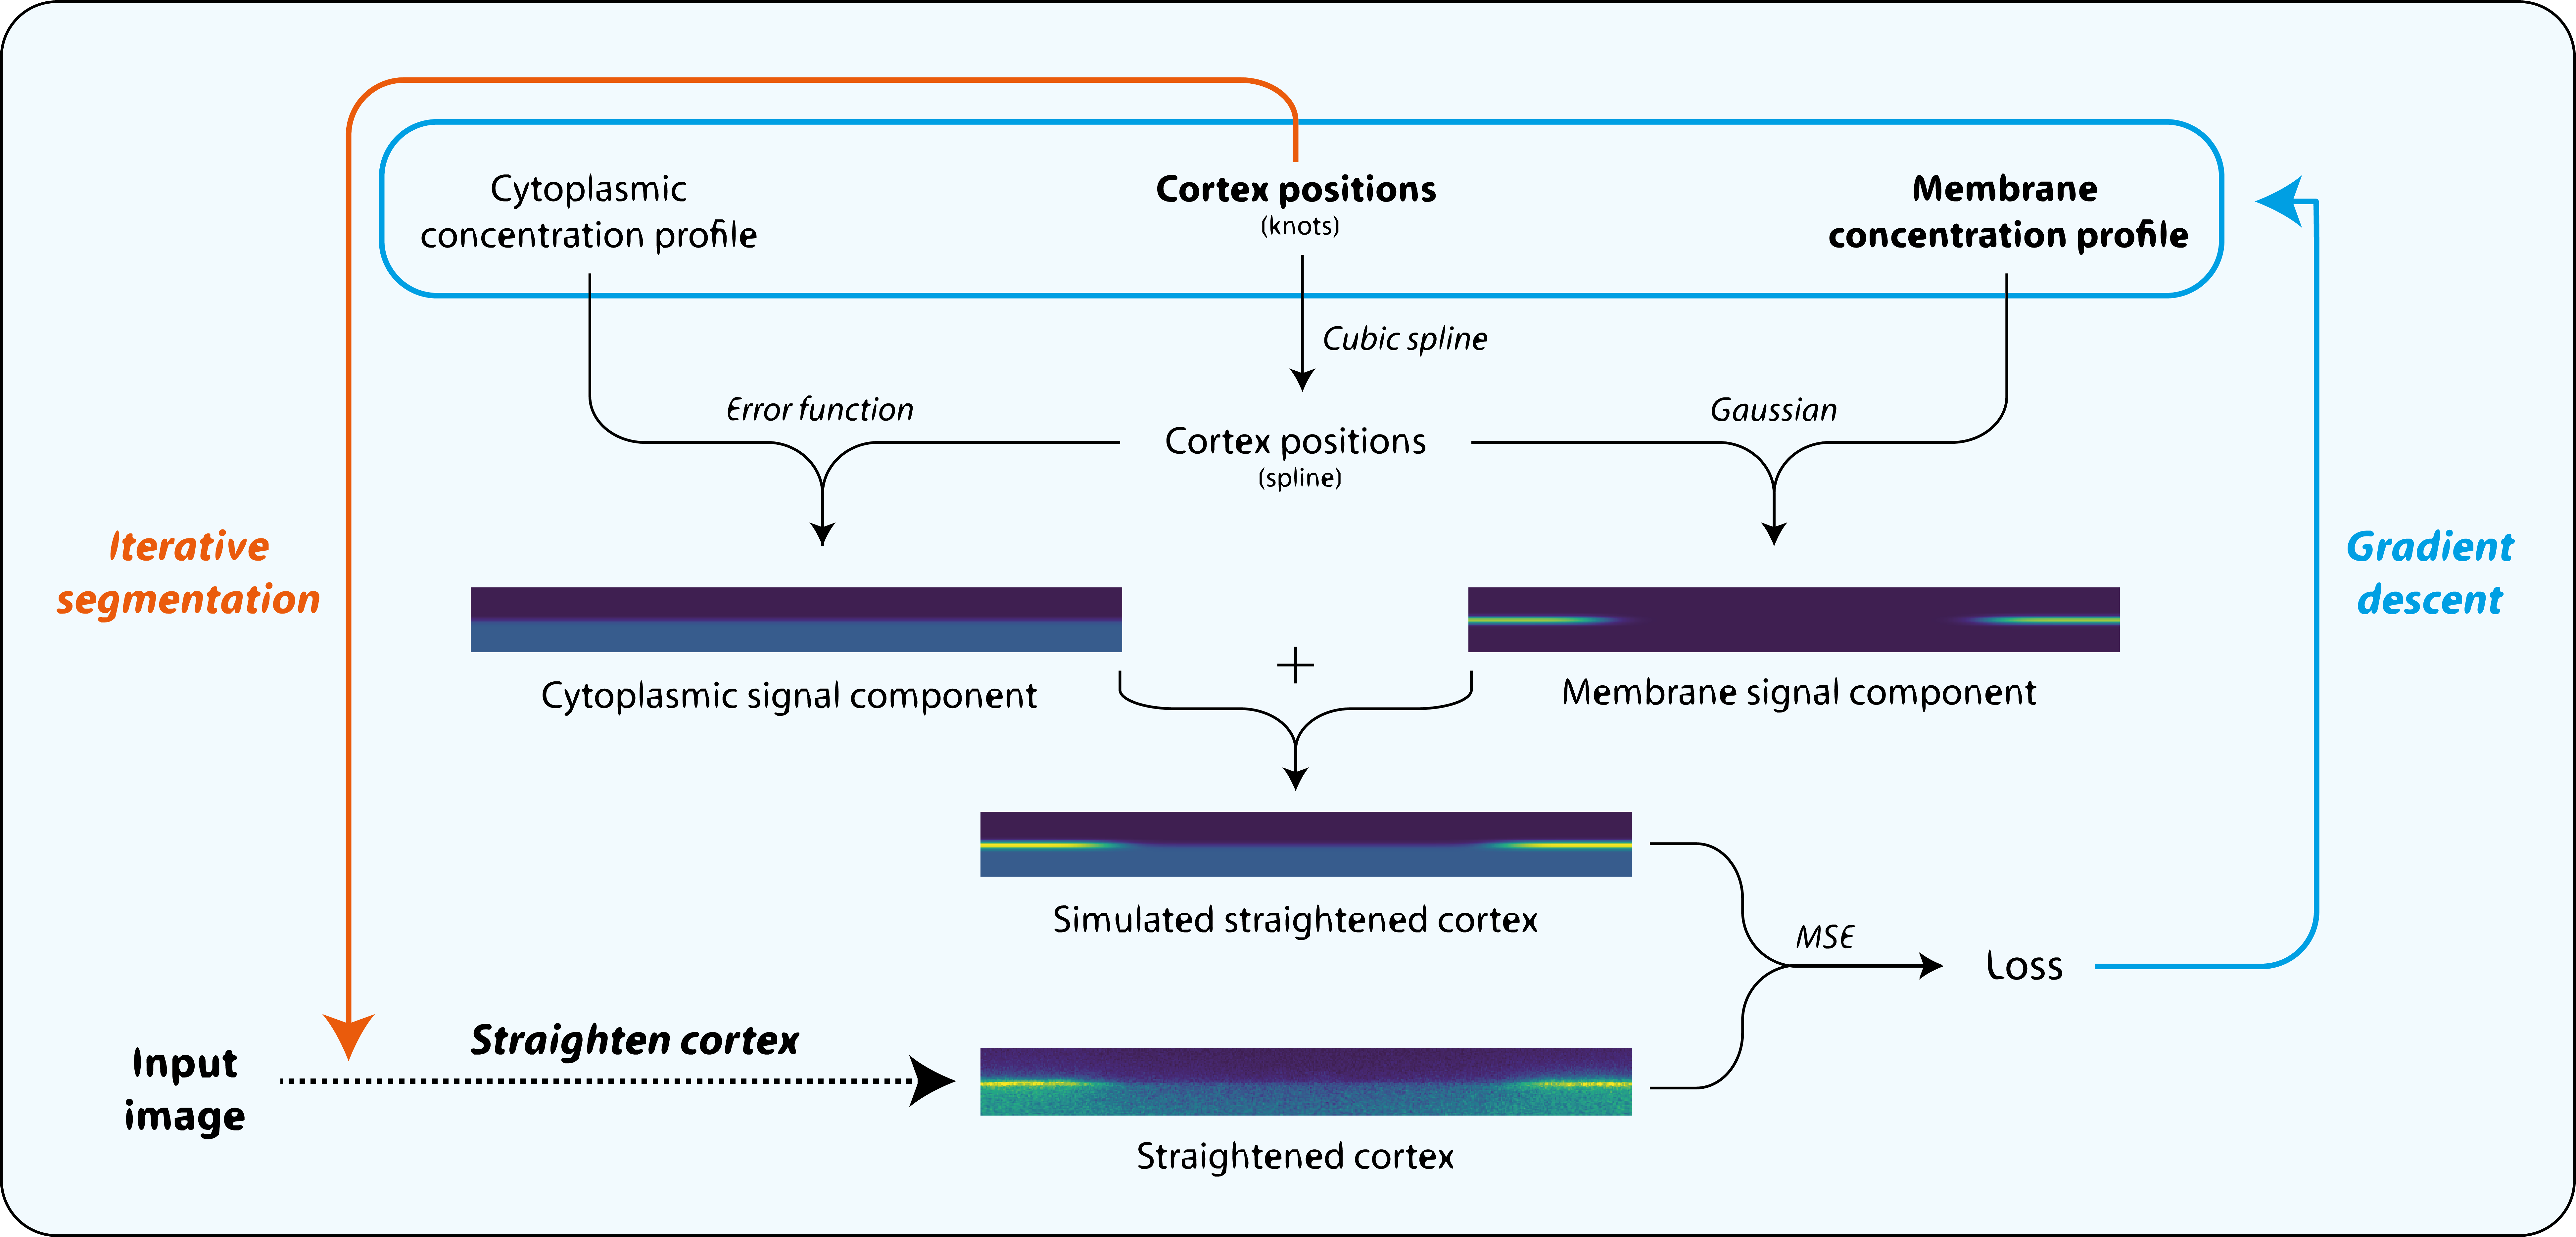 Cytoplasmic
concentration profile
Cortex positions
(knots)
Membrane
concentration profile
Cubic spline
Error function
Gaussian
Cortex positions
(spline)
Iterative
segmentation
Gradient
descent
+
Cytoplasmic signal component
Membrane signal component
Simulated straightened cortex
MSE
Loss
Straighten cortex
Input
image
Straightened cortex